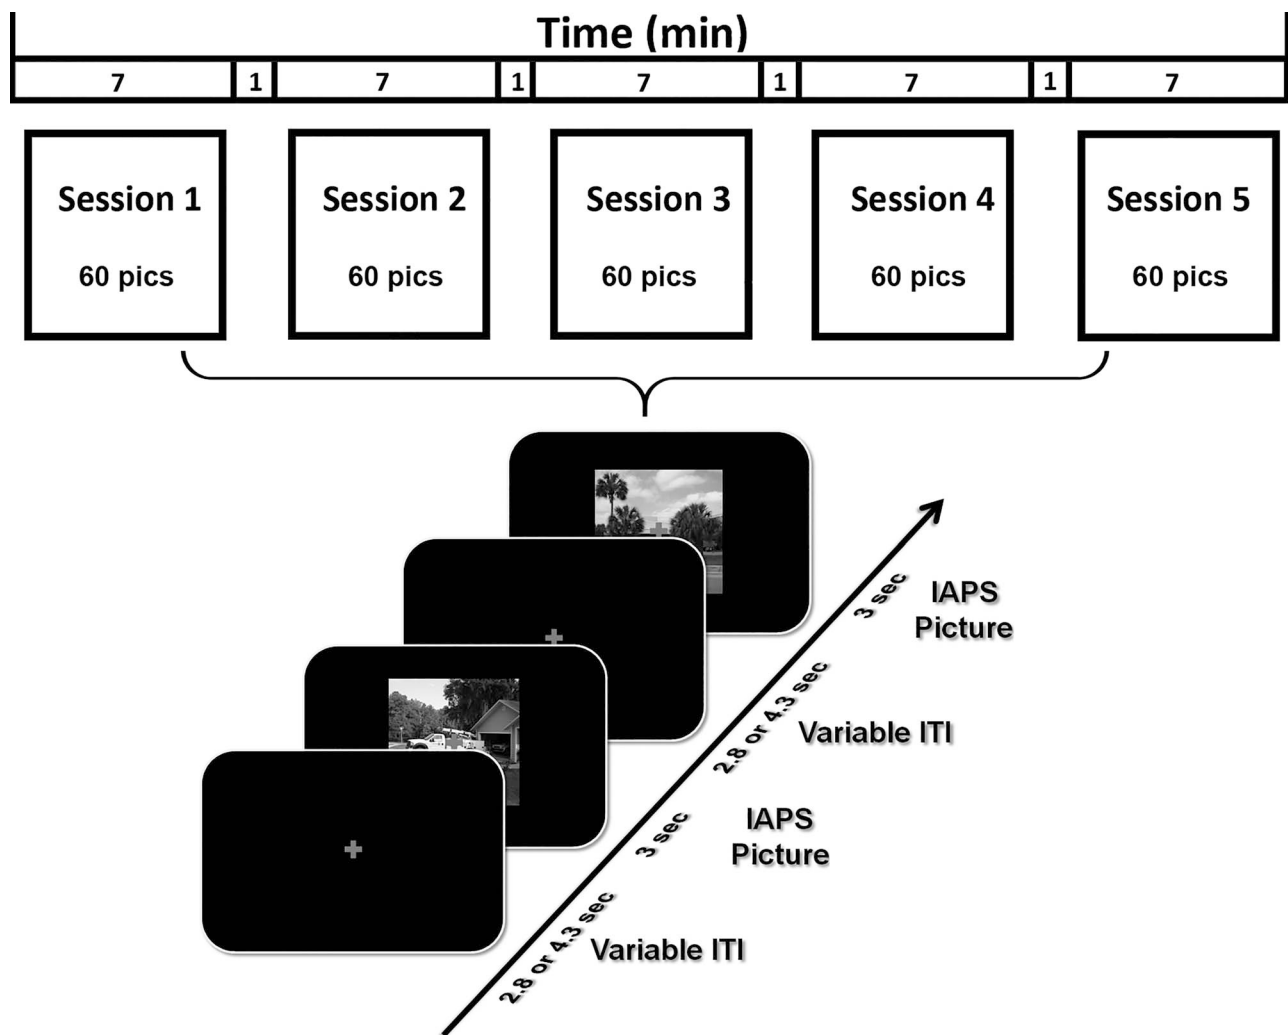 Time (min)
7 1 7 1 7 1 7 1 7
Session 1
60 pics
Session 2
60 pics
Session 3
60 pics
Session 4
60 pics
Session 5
60 pics
3 sec
IAPS
Picture
2.8 or 4.3 sec
Variable ITI
3 sec
IAPS
Picture
2.8 or 4.3 sec
Variable ITI